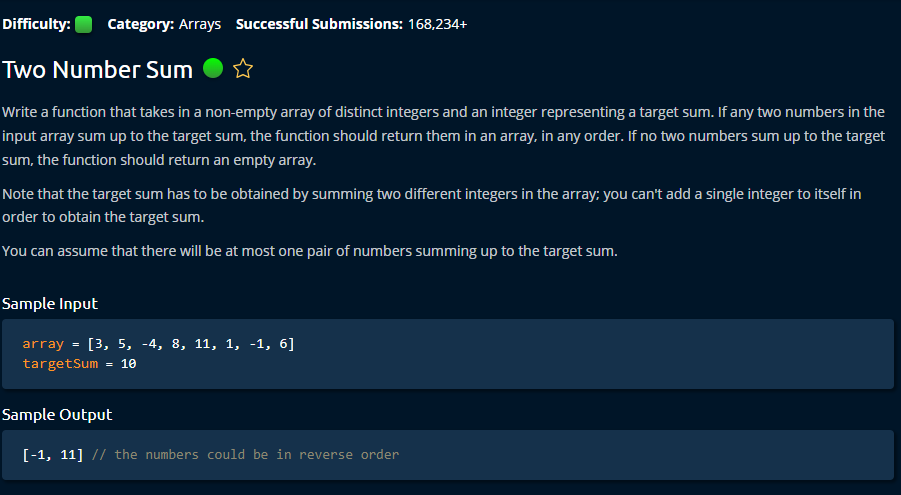 Difficulty: Category: Arrays Successful Submissions: 168,234+
Two Number Sum
Write a function that takes in a non-empty array of distinct integers and an integer representing a target sum. If any two numbers in the
input array sum up to the target sum, the function should return them in an array, in any order. If no two numbers sum up to the target
sum, the function should return an empty array.
Note that the target sum has to be obtained by summing two different integers in the array; you can't add a single integer to itself in
order to obtain the target sum.
You can assume that there will be at most one pair of numbers summing up to the target sum.
Sample Input
array = [3, 5, -4, 8, 11, 1, -1, 6]
targetSum = 10
Sample Output
[-1, 11] // the numbers could be in reverse order